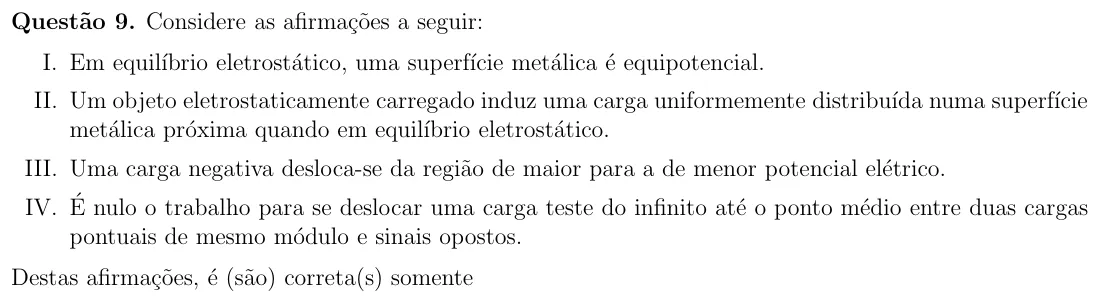 Questão 9. Considere as afirmações a seguir:
I. Em equilíbrio eletrostático, uma superfície metálica é equipotencial.
II. Um objeto eletrostaticamente carregado induz uma carga uniformemente distribuída numa superfície
metálica próxima quando em equilíbrio eletrostático.
III. Uma carga negativa desloca-se da região de maior para a de menor potencial elétrico.
IV. É nulo o trabalho para se deslocar uma carga teste do infinito até o ponto médio entre duas cargas
pontuais de mesmo módulo e sinais opostos.
Destas afirmações, é (são) correta(s) somente